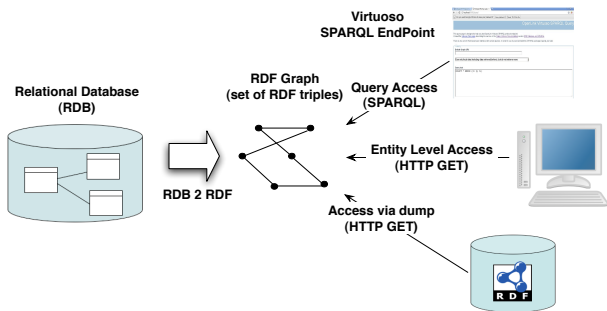 Virtuoso
SPARQL EndPoint
Relational Database
(RDB)
RDF Graph
(set of RDF triples)
Query Access
(SPARQL)
Entity Level Access
(HTTP GET)
RDB 2 RDF
Access via dump
(HTTP GET)
RDF